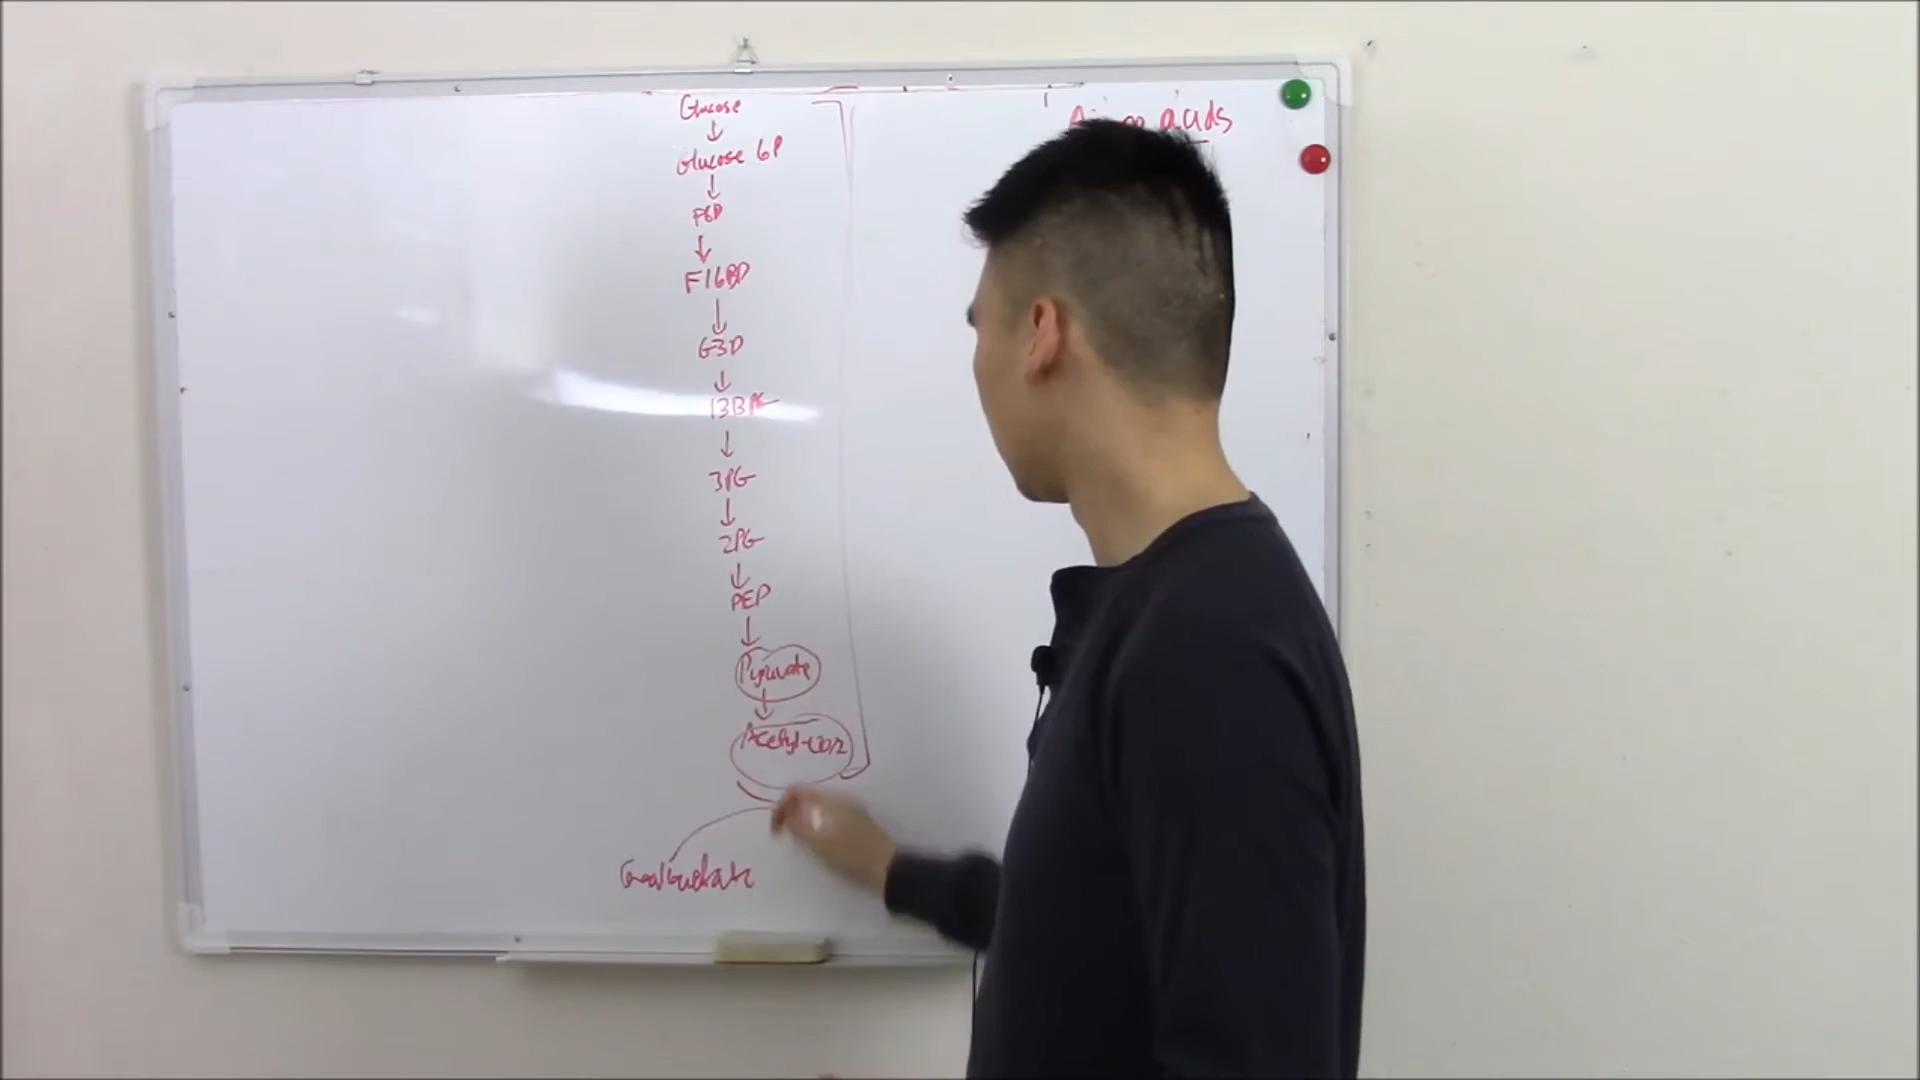 Glucose
Glucose 6P
F6P
F16BP
G3P
13BPG
3PG
2PG
PEP
Pyruvate
Acetyl-CoA
acids